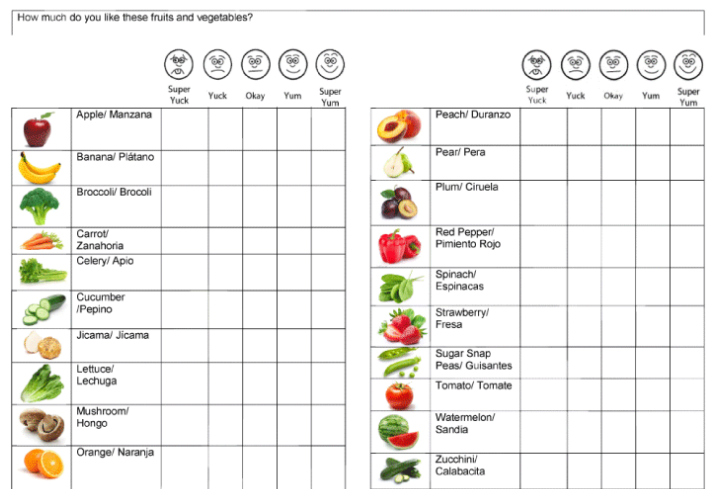 How much do you like these fruits and vegetables?
Super
Yuck
Yuck
Okay
Yum
Super
Yum
Apple/ Manzana
Banana/ Plátano
Broccoli/ Brocoli
Carrot/
Zanahoria
Celery/ Apio
Cucumber
/Pepino
Jicama/ Jícama
Lettuce/
Lechuga
Mushroom/
Hongo
Orange/ Naranja
Super
Yuck
Yuck
Okay
Yum
Super
Yum
Peach/ Duranzo
Pear/ Pera
Plum/ Ciruela
Red Pepper/
Pimiento Rojo
Spinach/
Espinacas
Strawberry/
Fresa
Sugar Snap
Peas/ Guisantes
Tomato/ Tomate
Watermelon/
Sandia
Zucchini/
Calabacita